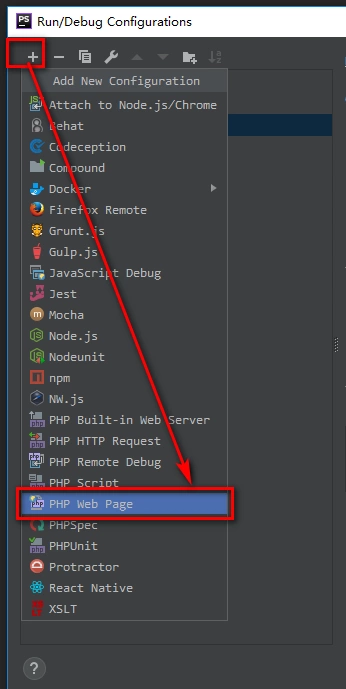 PS
Run/Debug Configurations
Add New Configuration
Attach to Node.js/Chrome
Behat
Codeception
Compound
Docker
Firefox Remote
Grunt.js
Gulp.js
JavaScript Debug
Jest
Mocha
Node.js
Nodeunit
npm
NW.js
PHP Built-in Web Server
PHP HTTP Request
PHP Remote Debug
PHP Script
PHP Web Page
PHPSpec
PHPUnit
Protractor
React Native
XSLT
?